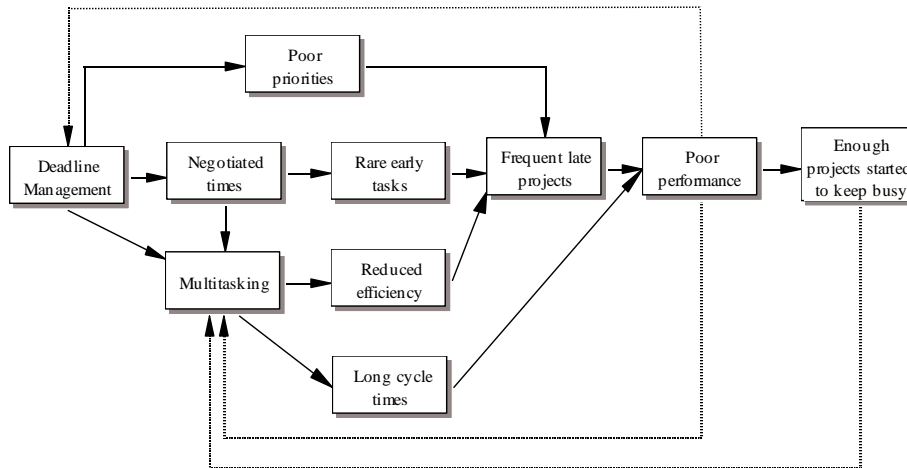 Poor
priorities
Deadline
Management
Negotiated
times
Rare early
tasks
Frequent late
projects
Poor
performance
Enough
projects started
to keep busy
Multitasking
Reduced
efficiency
Long cycle
times